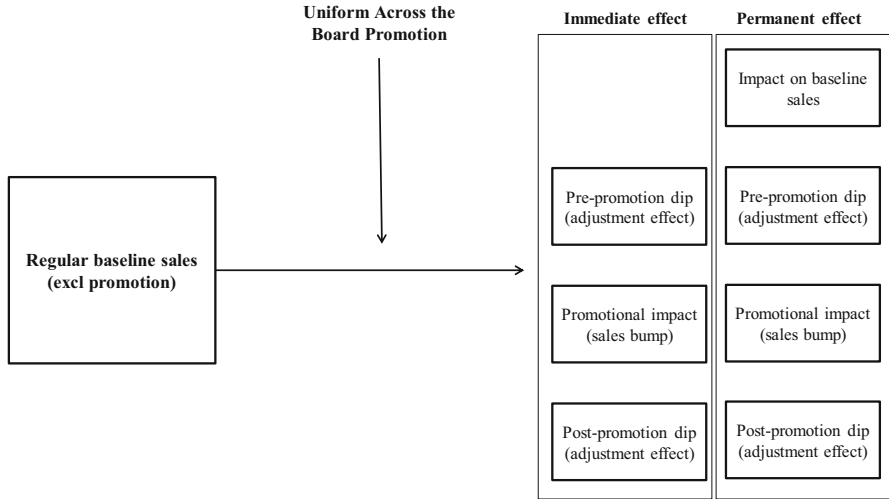 Uniform Across the
Board Promotion
Immediate effect
Permanent effect
Impact on baseline
sales
Regular baseline sales
(excl promotion)
Pre-promotion dip
(adjustment effect)
Pre-promotion dip
(adjustment effect)
Promotional impact
(sales bump)
Promotional impact
(sales bump)
Post-promotion dip
(adjustment effect)
Post-promotion dip
(adjustment effect)